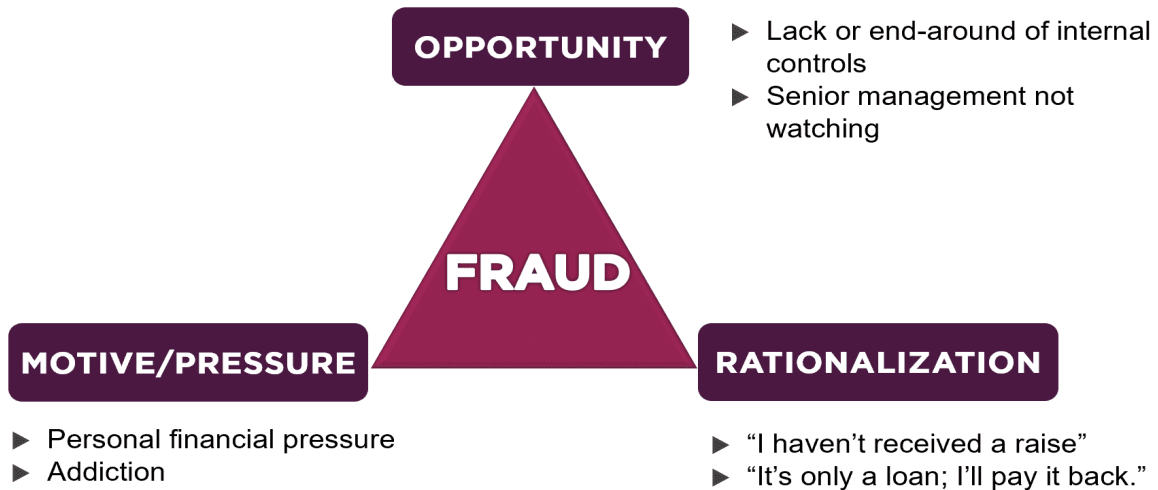 OPPORTUNITY
► Lack or end-around of internal
controls
► Senior management not
watching
FRAUD
MOTIVE/PRESSURE
► Personal financial pressure
► Addiction
RATIONALIZATION
► “I haven’t received a raise”
► “It’s only a loan; I’ll pay it back.”